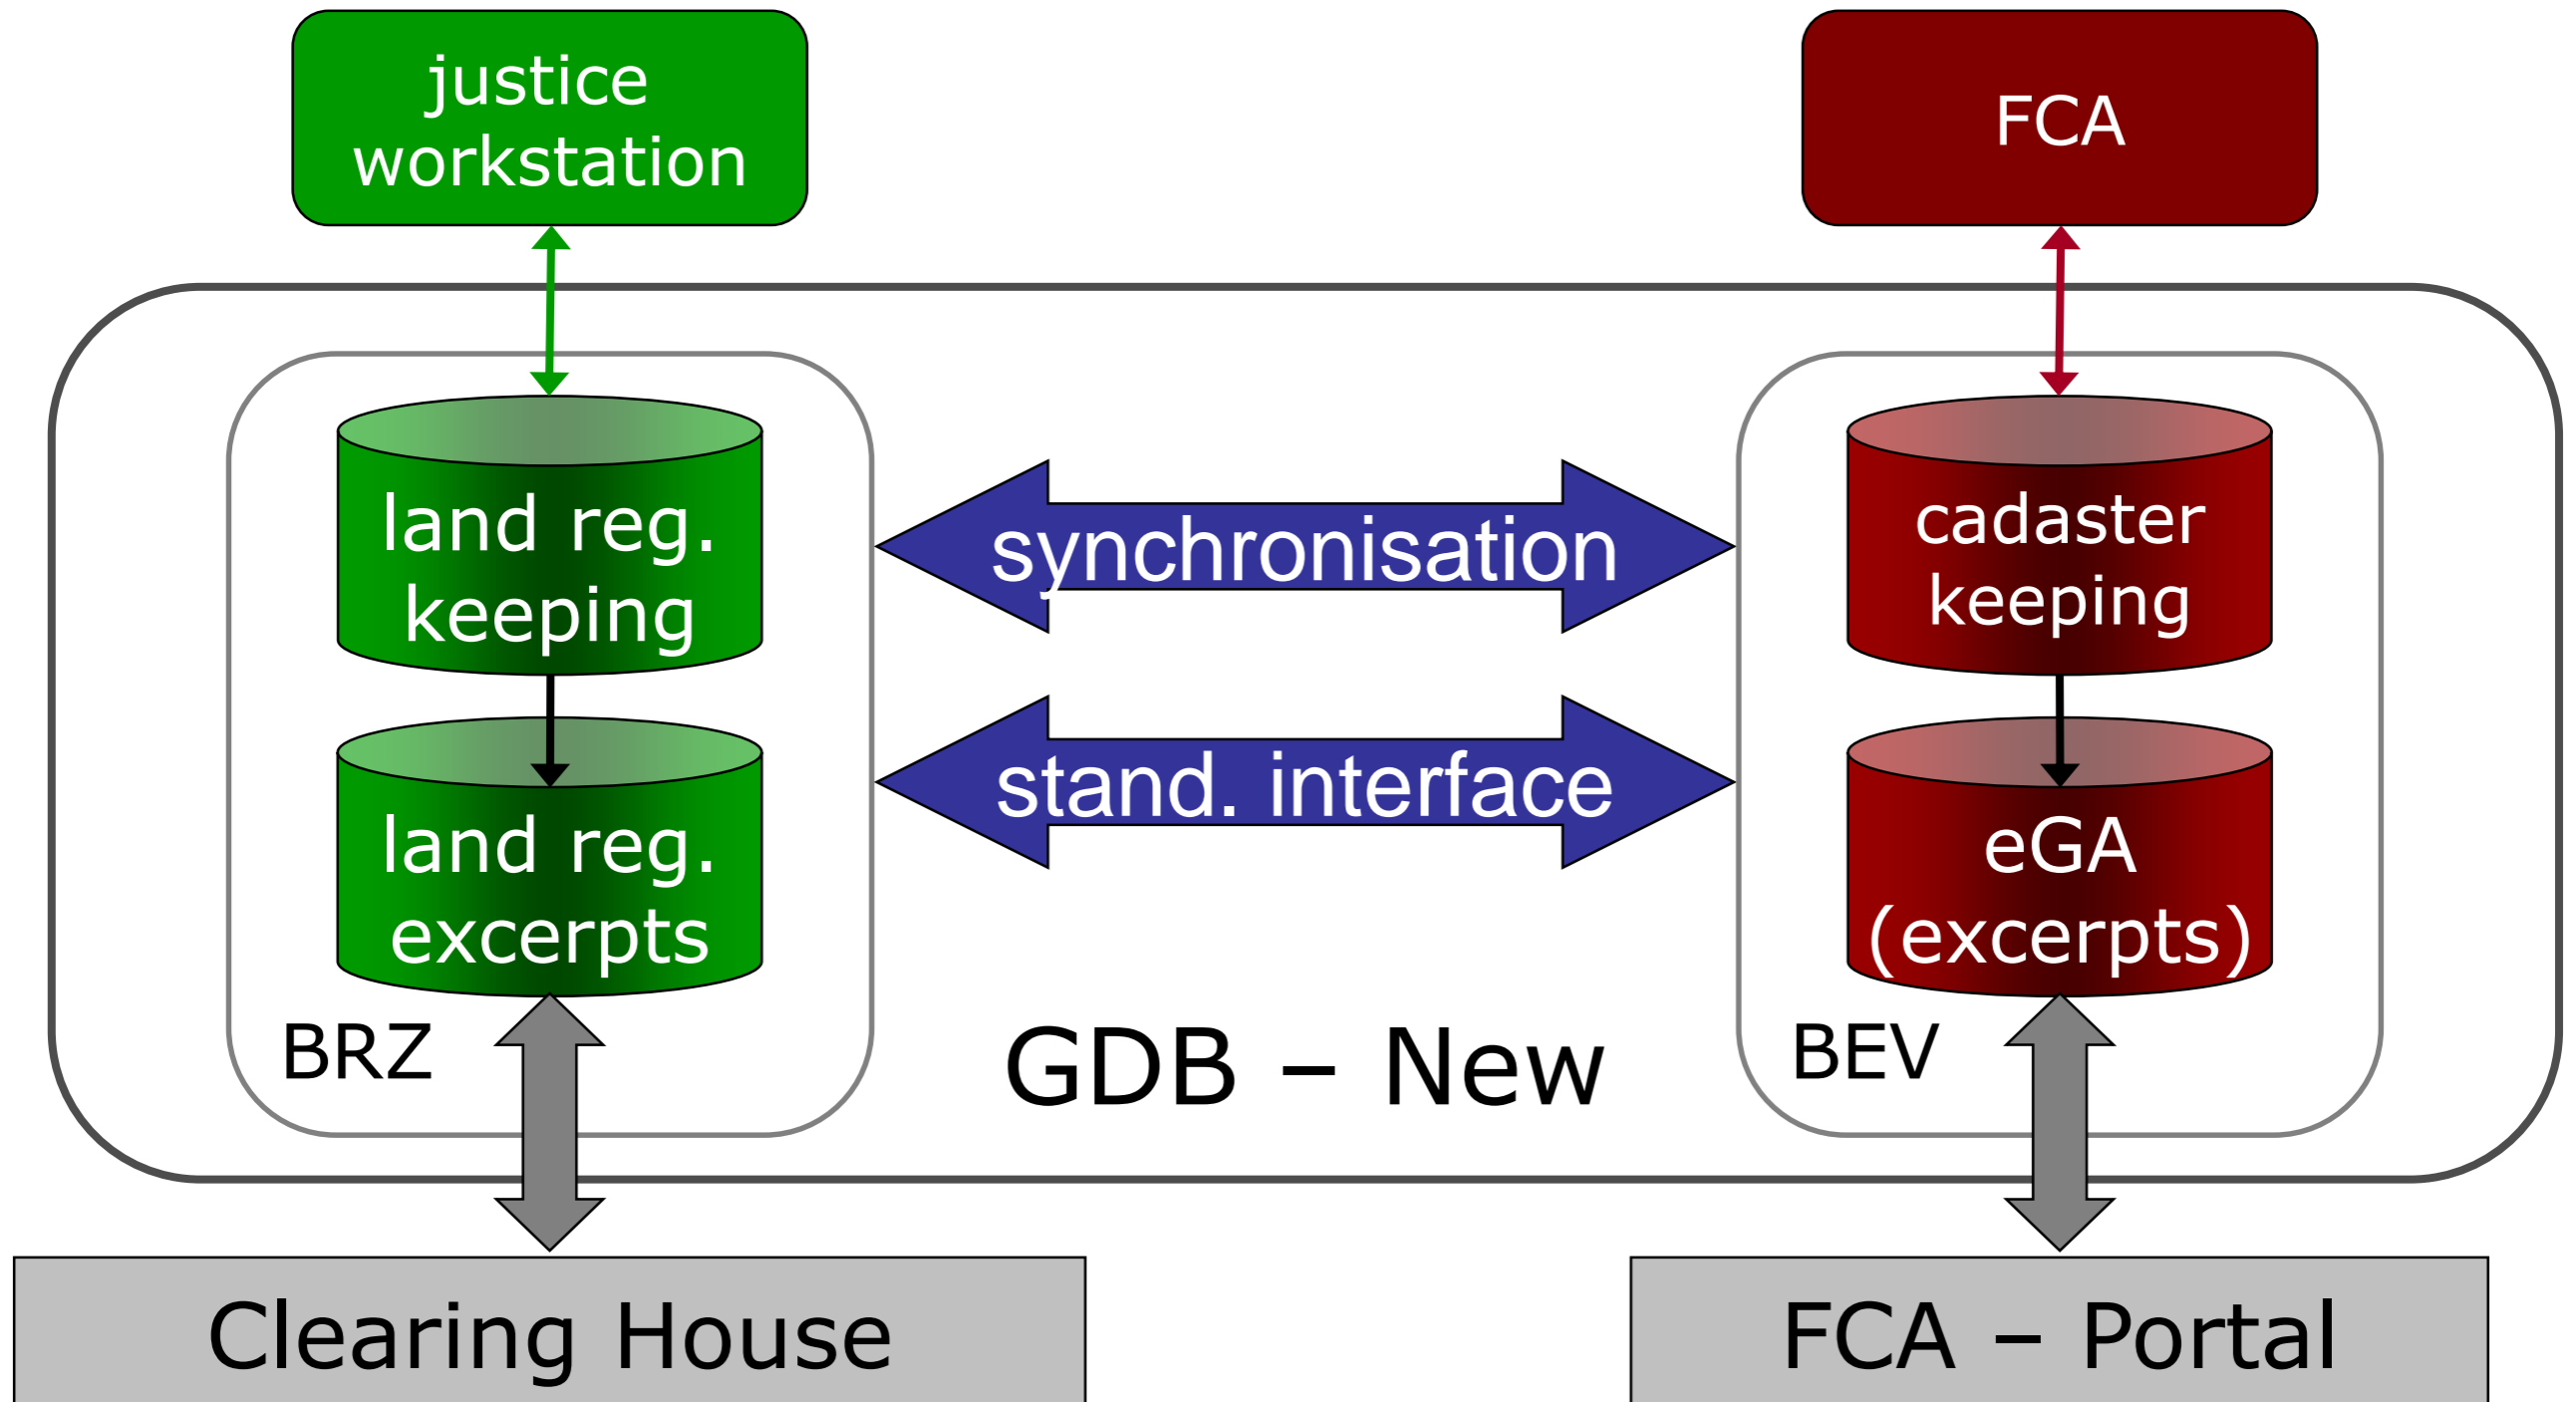 justice
workstation
FCA
land reg.
keeping
synchronisation
cadaster
keeping
land reg.
excerpts
stand. interface
eGA
(excerpts)
BRZ
GDB – New
BEV
Clearing House
FCA – Portal